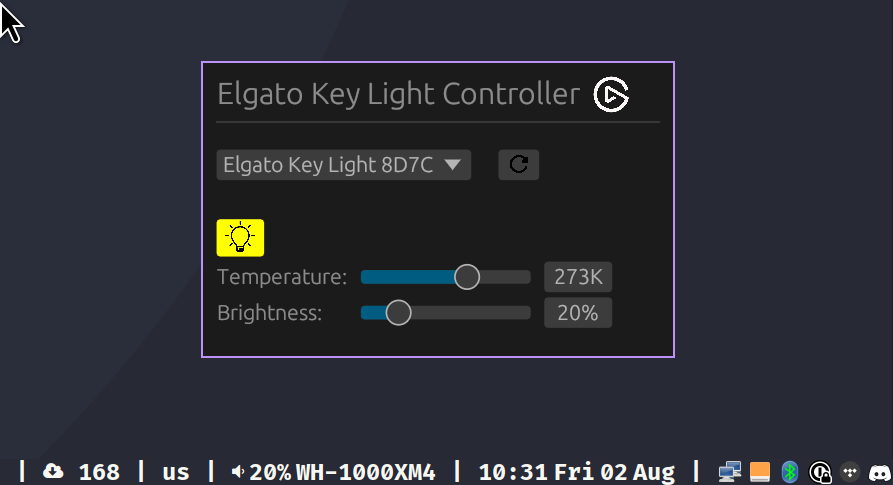 Elgato Key Light Controller
Elgato Key Light 8D7C
Temperature: 273K
Brightness: 20%
| 168 | us | 20% WH-1000XM4 | 10:31 Fri 02 Aug |